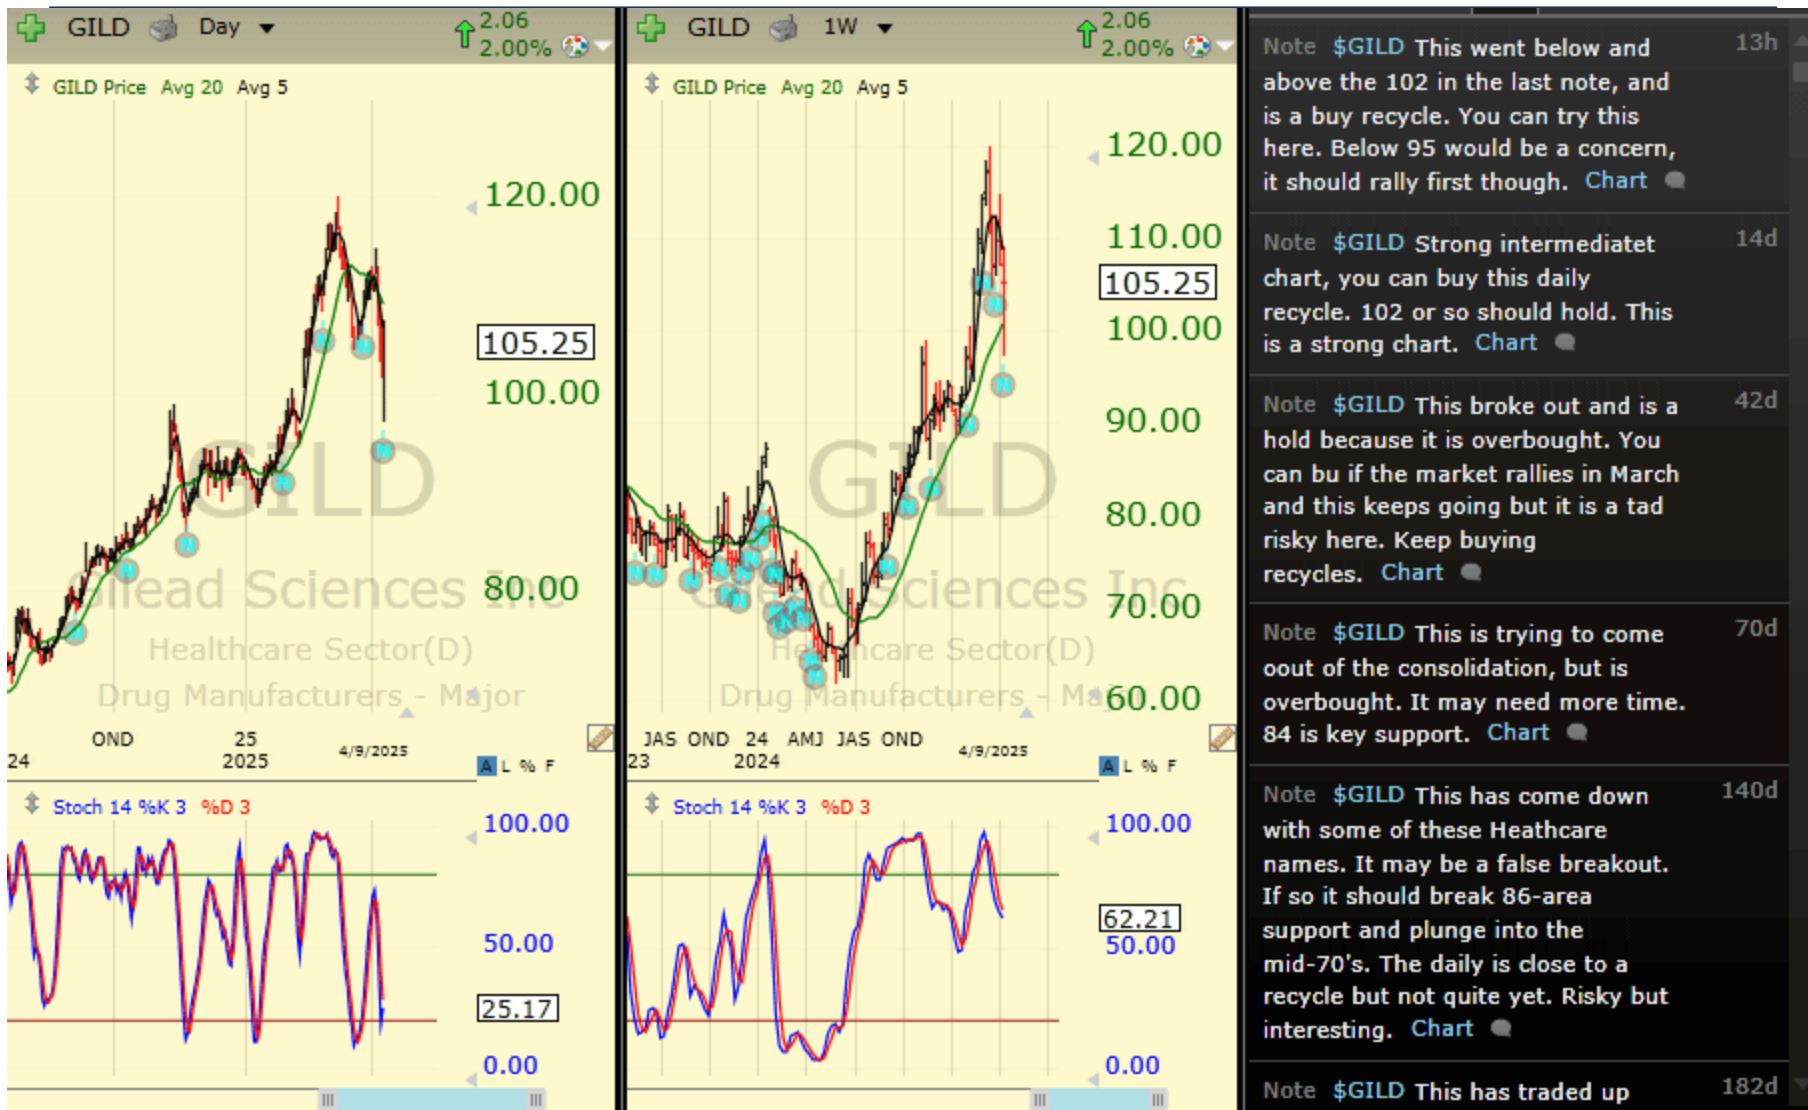 GILD Day
2.06
2.00%
GILD Price Avg 20 Avg 5
120.00
105.25
100.00
80.00
GILD
Gilead Sciences Inc
Healthcare Sector(D)
Drug Manufacturers - Major
OND 25
24 2025 4/9/2025
A L % F
Stoch 14 %K 3 %D 3
100.00
50.00
25.17
0.00
GILD 1W
2.06
2.00%
GILD Price Avg 20 Avg 5
120.00
110.00
105.25
100.00
90.00
80.00
70.00
60.00
GILD
Gilead Sciences Inc
Healthcare Sector(D)
Drug Manufacturers - Major
JAS OND 24 AMJ JAS OND
23 2024 4/9/2025
A L % F
Stoch 14 %K 3 %D 3
100.00
62.21
50.00
0.00
Note $GILD This went below and 13h
above the 102 in the last note, and
is a buy recycle. You can try this
here. Below 95 would be a concern,
it should rally first though. Chart
Note $GILD Strong intermediatet 14d
chart, you can buy this daily
recycle. 102 or so should hold. This
is a strong chart. Chart
Note $GILD This broke out and is a 42d
hold because it is overbought. You
can bu if the market rallies in March
and this keeps going but it is a tad
risky here. Keep buying
recycles. Chart
Note $GILD This is trying to come 70d
oout of the consolidation, but is
overbought. It may need more time.
84 is key support. Chart
Note $GILD This has come down 140d
with some of these Heathcare
names. It may be a false breakout.
If so it should break 86-area
support and plunge into the
mid-70's. The daily is close to a
recycle but not quite yet. Risky but
interesting. Chart
Note $GILD This has traded up 182d